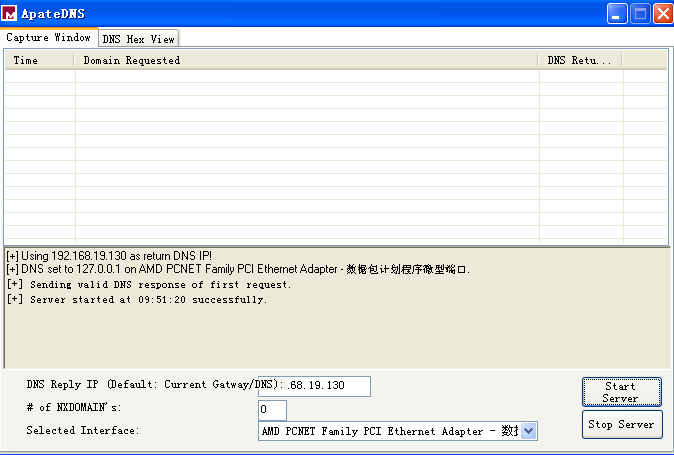 ApateDNS
Capture Window DNS Hex View
Time Domain Requested DNS Retu...
[+] Using 192.168.19.130 as return DNS IP!
[+] DNS set to 127.0.0.1 on AMD PCNET Family PCI Ethernet Adapter - 数据包计划程序微型端口.
[+] Sending valid DNS response of first request.
[+] Server started at 09:51:20 successfully.
DNS Reply IP (Default: Current Gatway/DNS): .68.19.130
Start Server
# of NXDOMAIN's: 0
Stop Server
Selected Interface: AMD PCNET Family PCI Ethernet Adapter - 数